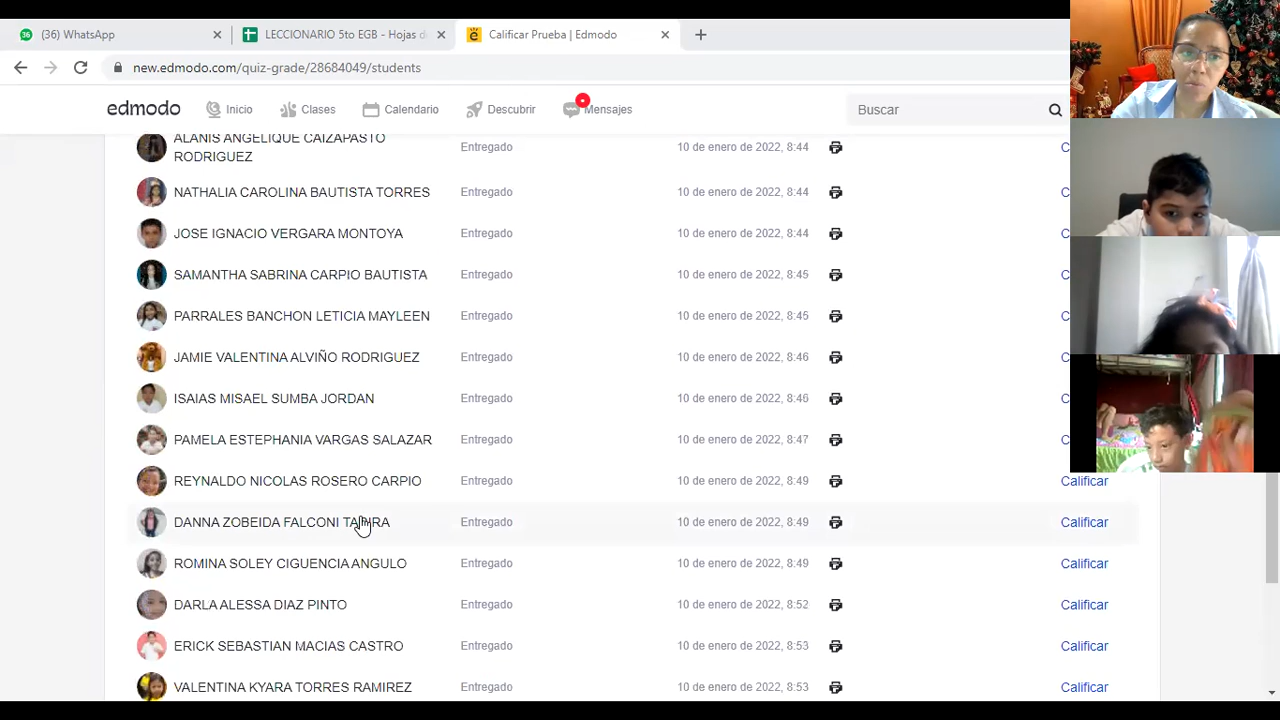 36 (36) WhatsApp
LECCIONARIO 5to EGB - Hojas d
Calificar Prueba | Edmodo
new.edmodo.com/quiz-grade/28684049/students
edmodo Inicio Clases Calendario Descubrir Mensajes Buscar
ALANIS ANGELIQUE CAIZAPASTO
RODRIGUEZ Entregado 10 de enero de 2022, 8:44 C
NATHALIA CAROLINA BAUTISTA TORRES Entregado 10 de enero de 2022, 8:44 C
JOSE IGNACIO VERGARA MONTOYA Entregado 10 de enero de 2022, 8:44 C
SAMANTHA SABRINA CARPIO BAUTISTA Entregado 10 de enero de 2022, 8:45 C
PARRALES BANCHON LETICIA MAYLEEN Entregado 10 de enero de 2022, 8:45 C
JAMIE VALENTINA ALVIÑO RODRIGUEZ Entregado 10 de enero de 2022, 8:46 C
ISAIAS MISAEL SUMBA JORDAN Entregado 10 de enero de 2022, 8:46 C
PAMELA ESTEPHANIA VARGAS SALAZAR Entregado 10 de enero de 2022, 8:47 C
REYNALDO NICOLAS ROSERO CARPIO Entregado 10 de enero de 2022, 8:49 Calificar
DANNA ZOBEIDA FALCONI Entregado 10 de enero de 2022, 8:49 Calificar
ROMINA SOLEY CIGUENCIA ANGULO Entregado 10 de enero de 2022, 8:49 Calificar
DARLA ALESSA DIAZ PINTO Entregado 10 de enero de 2022, 8:52 Calificar
ERICK SEBASTIAN MACIAS CASTRO Entregado 10 de enero de 2022, 8:53 Calificar
VALENTINA KYARA TORRES RAMIREZ Entregado 10 de enero de 2022, 8:53 Calificar